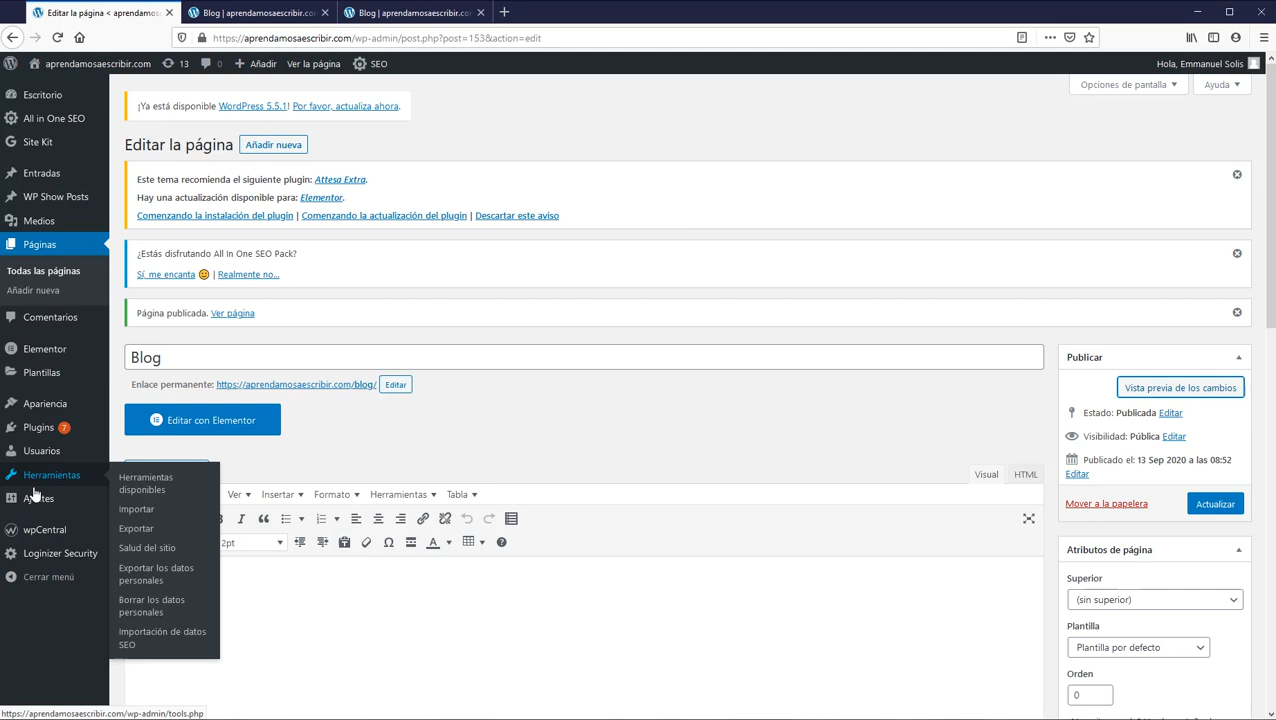 Editar la página < aprendamosa
Blog | aprendamosaescribir.com
Blog | aprendamosaescribir.com
https://aprendamosaescribir.com/wp-admin/post.php?post=153&action=edit
aprendamosaescribir.com
13
0
Añadir
Ver la página
SEO
Hola, Emmanuel Solis
Opciones de pantalla
Ayuda
Escritorio
All in One SEO
Site Kit
Entradas
WP Show Posts
Medios
Páginas
Todas las páginas
Añadir nueva
Comentarios
Elementor
Plantillas
Apariencia
Plugins 7
Usuarios
Herramientas
Ajustes
wpCentral
Loginizer Security
Cerrar menú
Herramientas
disponibles
Importar
Exportar
Salud del sitio
Exportar los datos
personales
Borrar los datos
personales
Importación de datos
SEO
¡Ya está disponible WordPress 5.5.1! Por favor, actualiza ahora.
Editar la página
Añadir nueva
Este tema recomienda el siguiente plugin: Attesa Extra.
Hay una actualización disponible para: Elementor.
Comenzando la instalación del plugin | Comenzando la actualización del plugin | Descartar este aviso
¿Estás disfrutando All In One SEO Pack?
Sí, me encanta | Realmente no...
Página publicada. Ver página
Blog
Enlace permanente: https://aprendamosaescribir.com/blog/ Editar
Editar con Elementor
Visual
HTML
Ver
Insertar
Formato
Herramientas
Tabla
2pt
Publicar
Vista previa de los cambios
Estado: Publicada Editar
Visibilidad: Pública Editar
Publicado el: 13 Sep 2020 a las 08:52
Editar
Mover a la papelera
Actualizar
Atributos de página
Superior
(sin superior)
Plantilla
Plantilla por defecto
Orden
0
https://aprendamosaescribir.com/wp-admin/tools.php